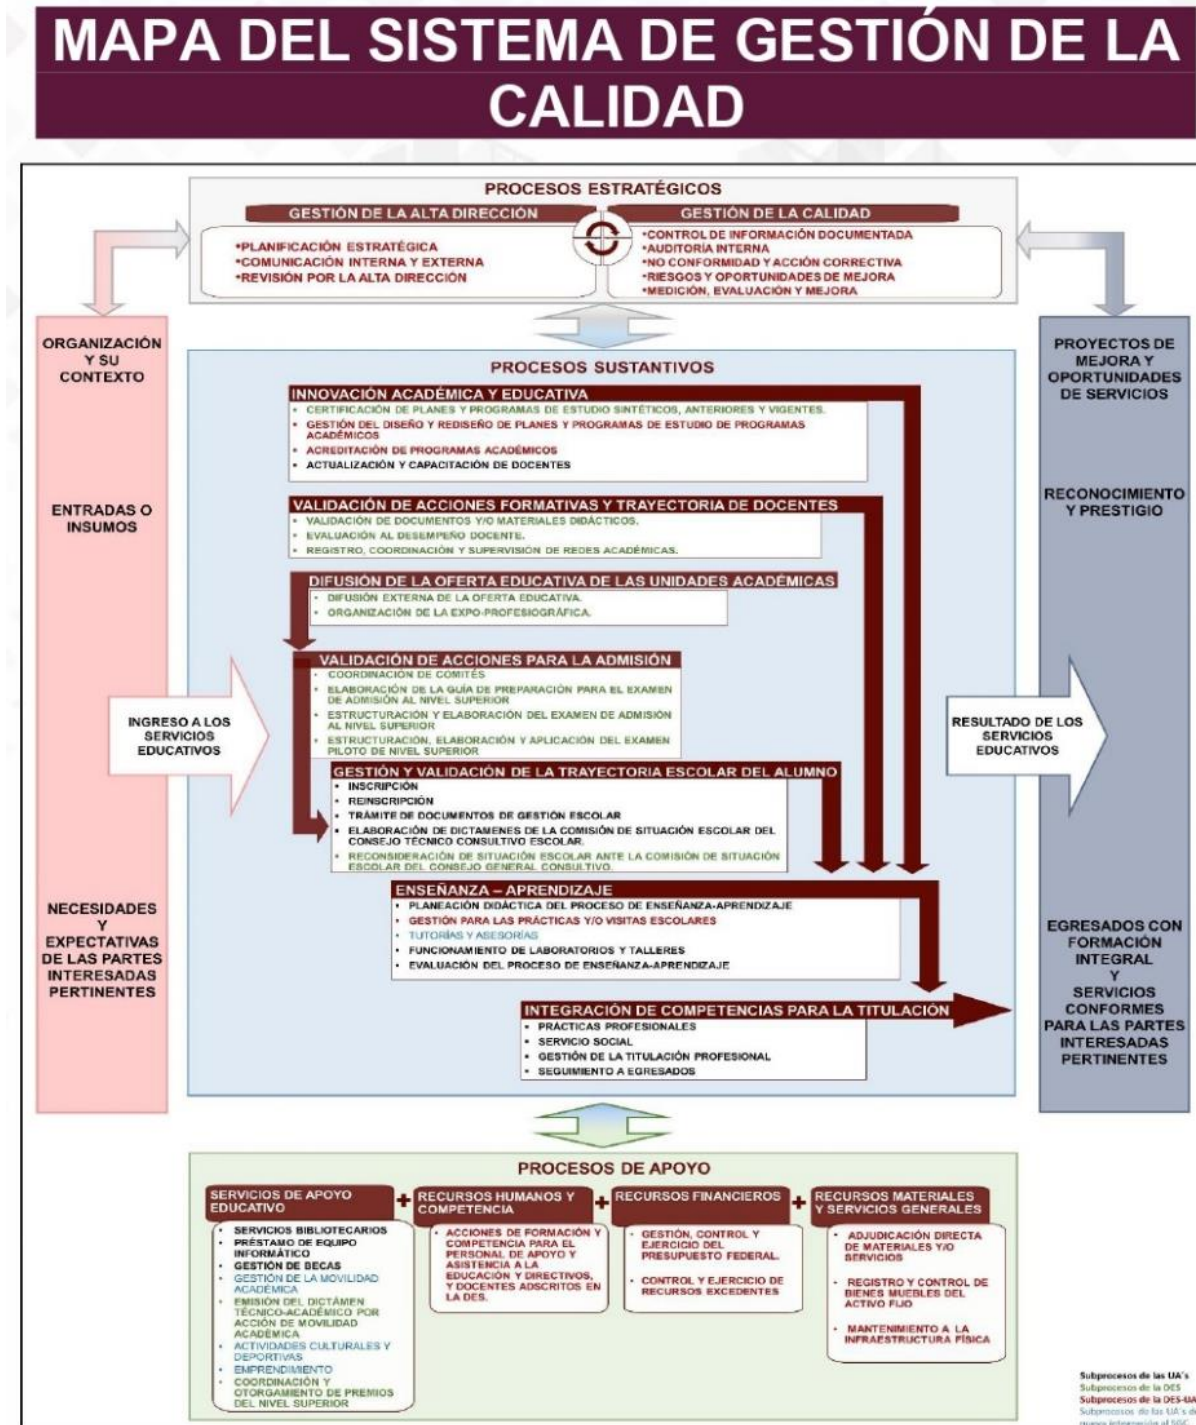 MAPA DEL SISTEMA DE GESTIÓN DE LA
CALIDAD
PROCESOS ESTRATÉGICOS
GESTIÓN DE LA ALTA DIRECCIÓN
•PLANIFICACIÓN ESTRATÉGICA
•COMUNICACIÓN INTERNA Y EXTERNA
•REVISIÓN POR LA ALTA DIRECCIÓN
GESTIÓN DE LA CALIDAD
•CONTROL DE INFORMACIÓN DOCUMENTADA
•AUDITORÍA INTERNA
•NO CONFORMIDAD Y ACCIÓN CORRECTIVA
•RIESGOS Y OPORTUNIDADES DE MEJORA
•MEDICIÓN, EVALUACIÓN Y MEJORA
ORGANIZACIÓN
Y SU
CONTEXTO
ENTRADAS O
INSUMOS
INGRESO A LOS
SERVICIOS
EDUCATIVOS
NECESIDADES
Y
EXPECTATIVAS
DE LAS PARTES
INTERESADAS
PERTINENTES
PROCESOS SUSTANTIVOS
INNOVACIÓN ACADÉMICA Y EDUCATIVA
• CERTIFICACIÓN DE PLANES Y PROGRAMAS DE ESTUDIO SINTÉTICOS, ANTERIORES Y VIGENTES.
• GESTIÓN DEL DISEÑO Y REDISEÑO DE PLANES Y PROGRAMAS DE ESTUDIO DE PROGRAMAS
ACADÉMICOS
• ACREDITACIÓN DE PROGRAMAS ACADÉMICOS
• ACTUALIZACIÓN Y CAPACITACIÓN DE DOCENTES
VALIDACIÓN DE ACCIONES FORMATIVAS Y TRAYECTORIA DE DOCENTES
• VALIDACIÓN DE DOCUMENTOS Y/O MATERIALES DIDÁCTICOS.
• EVALUACIÓN AL DESEMPEÑO DOCENTE.
• REGISTRO, COORDINACIÓN Y SUPERVISIÓN DE REDES ACADÉMICAS.
DIFUSIÓN DE LA OFERTA EDUCATIVA DE LAS UNIDADES ACADÉMICAS
• DIFUSIÓN EXTERNA DE LA OFERTA EDUCATIVA.
• ORGANIZACIÓN DE LA EXPO-PROFESIOGRÁFICA.
VALIDACIÓN DE ACCIONES PARA LA ADMISIÓN
• COORDINACIÓN DE COMITÉS
• ELABORACIÓN DE LA GUÍA DE PREPARACIÓN PARA EL EXAMEN
DE ADMISIÓN AL NIVEL SUPERIOR
• ESTRUCTURACIÓN Y ELABORACIÓN DEL EXAMEN DE ADMISIÓN
AL NIVEL SUPERIOR
• ESTRUCTURACIÓN, ELABORACIÓN Y APLICACIÓN DEL EXAMEN
PILOTO DE NIVEL SUPERIOR
GESTIÓN Y VALIDACIÓN DE LA TRAYECTORIA ESCOLAR DEL ALUMNO
• INSCRIPCIÓN
• REINSCRIPCIÓN
• TRÁMITE DE DOCUMENTOS DE GESTIÓN ESCOLAR
• ELABORACIÓN DE DICTAMENES DE LA COMISIÓN DE SITUACIÓN ESCOLAR DEL
CONSEJO TÉCNICO CONSULTIVO ESCOLAR.
• RECONSIDERACIÓN DE SITUACIÓN ESCOLAR ANTE LA COMISIÓN DE SITUACIÓN
ESCOLAR DEL CONSEJO GENERAL CONSULTIVO.
ENSEÑANZA – APRENDIZAJE
• PLANEACIÓN DIDÁCTICA DEL PROCESO DE ENSEÑANZA-APRENDIZAJE
• GESTIÓN PARA LAS PRÁCTICAS Y/O VISITAS ESCOLARES
• TUTORÍAS Y ASESORÍAS
• FUNCIONAMIENTO DE LABORATORIOS Y TALLERES
• EVALUACIÓN DEL PROCESO DE ENSEÑANZA-APRENDIZAJE
INTEGRACIÓN DE COMPETENCIAS PARA LA TITULACIÓN
• PRÁCTICAS PROFESIONALES
• SERVICIO SOCIAL
• GESTIÓN DE LA TITULACIÓN PROFESIONAL
• SEGUIMIENTO A EGRESADOS
PROYECTOS DE
MEJORA Y
OPORTUNIDADES
DE SERVICIOS
RECONOCIMIENTO
Y PRESTIGIO
RESULTADO DE LOS
SERVICIOS
EDUCATIVOS
EGRESADOS CON
FORMACIÓN
INTEGRAL
Y
SERVICIOS
CONFORMES
PARA LAS PARTES
INTERESADAS
PERTINENTES
PROCESOS DE APOYO
SERVICIOS DE APOYO
EDUCATIVO
• SERVICIOS BIBLIOTECARIOS
• PRÉSTAMO DE EQUIPO
INFORMÁTICO
• GESTIÓN DE BECAS
• GESTIÓN DE LA MOVILIDAD
ACADÉMICA
• EMISIÓN DEL DICTÁMEN
TÉCNICO-ACADÉMICO POR
ACCIÓN DE MOVILIDAD
ACADÉMICA
• ACTIVIDADES CULTURALES Y
DEPORTIVAS
• EMPRENDIMIENTO
• COORDINACIÓN Y
OTORGAMIENTO DE PREMIOS
DEL NIVEL SUPERIOR
+
RECURSOS HUMANOS Y
COMPETENCIA
• ACCIONES DE FORMACIÓN Y
COMPETENCIA PARA EL
PERSONAL DE APOYO Y
ASISTENCIA A LA
EDUCACIÓN Y DIRECTIVOS,
Y DOCENTES ADSCRITOS EN
LA DES.
+
RECURSOS FINANCIEROS
• GESTIÓN, CONTROL Y
EJERCICIO DEL
PRESUPUESTO FEDERAL.
• CONTROL Y EJERCICIO DE
RECURSOS EXCEDENTES
+
RECURSOS MATERIALES
Y SERVICIOS GENERALES
• ADJUDICACIÓN DIRECTA
DE MATERIALES Y/O
SERVICIOS
• REGISTRO Y CONTROL DE
BIENES MUEBLES DEL
ACTIVO FIJO
• MANTENIMIENTO A LA
INFRAESTRUCTURA FÍSICA
Subprocesos de las UA´s
Subprocesos de la DES
Subprocesos de la DES-UA
Subprocesos de las UA´s de
nueva integración al SGC